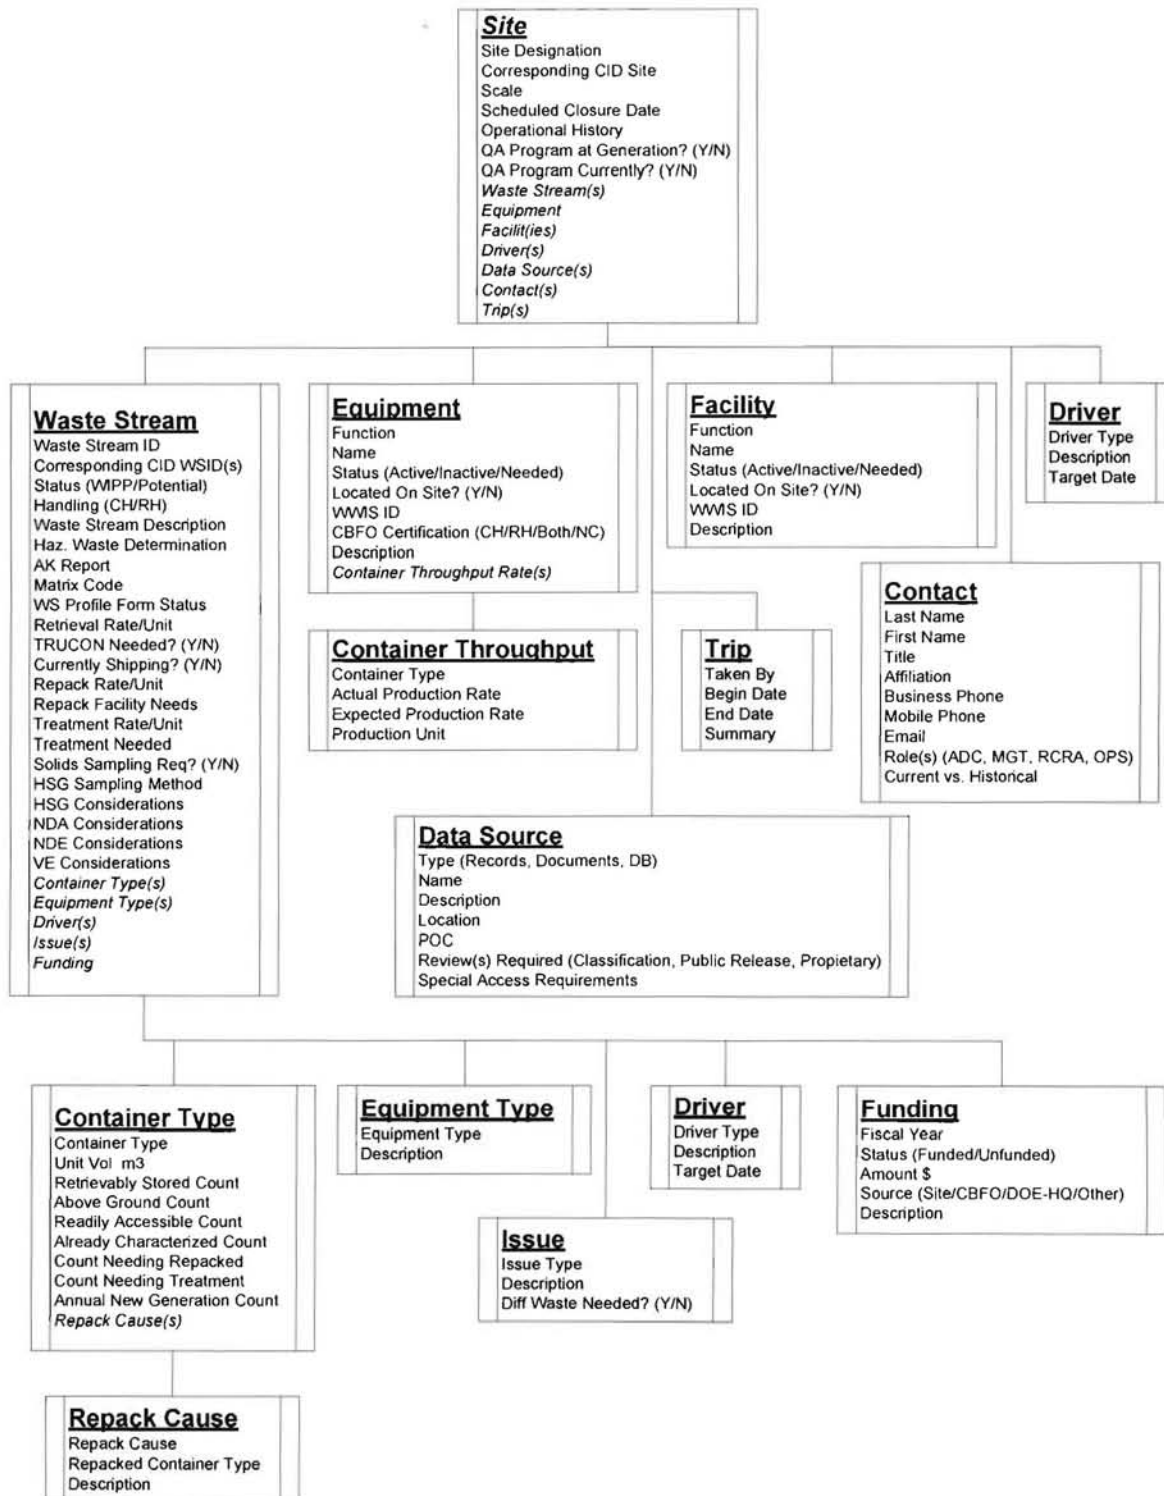 Site
Site Designation
Corresponding CID Site
Scale
Scheduled Closure Date
Operational History
QA Program at Generation? (Y/N)
QA Program Currently? (Y/N)
Waste Stream(s)
Equipment
Facilit(ies)
Driver(s)
Data Source(s)
Contact(s)
Trip(s)
Waste Stream
Waste Stream ID
Corresponding CID WSID(s)
Status (WIPP/Potential)
Handling (CH/RH)
Waste Stream Description
Haz. Waste Determination
AK Report
Matrix Code
WS Profile Form Status
Retrieval Rate/Unit
TRUCON Needed? (Y/N)
Currently Shipping? (Y/N)
Repack Rate/Unit
Repack Facility Needs
Treatment Rate/Unit
Treatment Needed
Solids Sampling Req? (Y/N)
HSG Sampling Method
HSG Considerations
NDA Considerations
NDE Considerations
VE Considerations
Container Type(s)
Equipment Type(s)
Driver(s)
Issue(s)
Funding
Equipment
Function
Name
Status (Active/Inactive/Needed)
Located On Site? (Y/N)
WWIS ID
CBFO Certification (CH/RH/Both/NC)
Description
Container Throughput Rate(s)
Facility
Function
Name
Status (Active/Inactive/Needed)
Located On Site? (Y/N)
WWIS ID
Description
Driver
Driver Type
Description
Target Date
Container Throughput
Container Type
Actual Production Rate
Expected Production Rate
Production Unit
Trip
Taken By
Begin Date
End Date
Summary
Contact
Last Name
First Name
Title
Affiliation
Business Phone
Mobile Phone
Email
Role(s) (ADC, MGT, RCRA, OPS)
Current vs. Historical
Data Source
Type (Records, Documents, DB)
Name
Description
Location
POC
Review(s) Required (Classification, Public Release, Propietary)
Special Access Requirements
Container Type
Container Type
Unit Vol m3
Retrievably Stored Count
Above Ground Count
Readily Accessible Count
Already Characterized Count
Count Needing Repacked
Count Needing Treatment
Annual New Generation Count
Repack Cause(s)
Equipment Type
Equipment Type
Description
Driver
Driver Type
Description
Target Date
Funding
Fiscal Year
Status (Funded/Unfunded)
Amount $
Source (Site/CBFO/DOE-HQ/Other)
Description
Issue
Issue Type
Description
Diff Waste Needed? (Y/N)
Repack Cause
Repack Cause
Repacked Container Type
Description